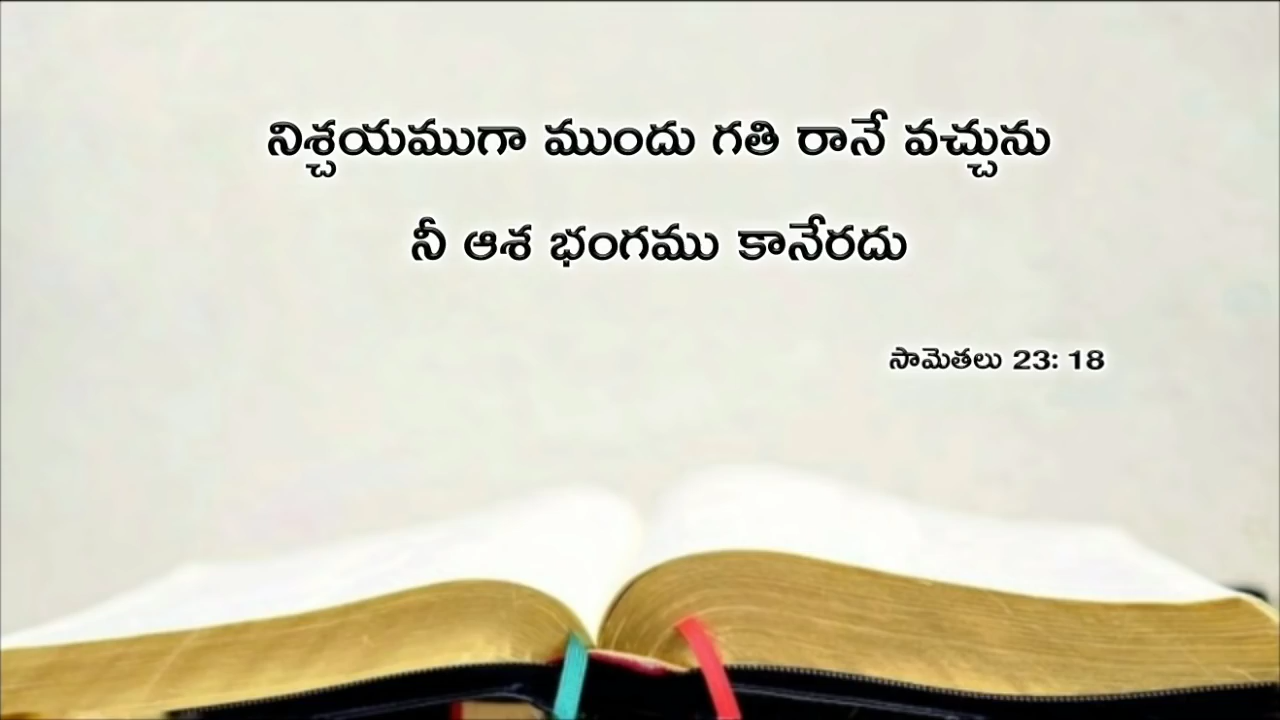 నిశ్చయముగా ముందు గతి రానే వచ్చును
నీ ఆశ భంగము కానేరదు
సామెతలు 23: 18